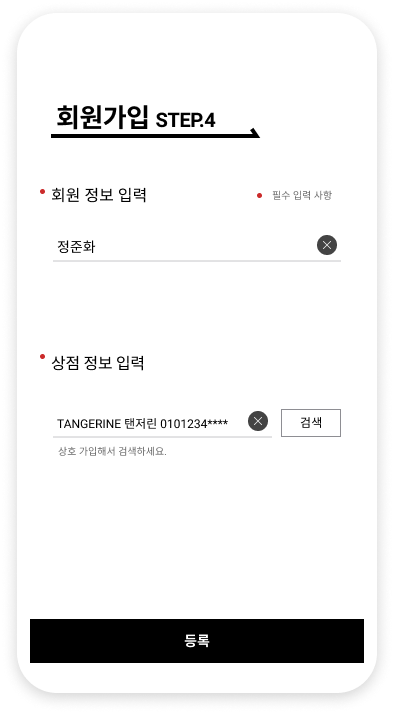 회원가입 STEP.4
회원 정보 입력
필수 입력 사항
정준화
상점 정보 입력
TANGERINE 탠저린 0101234****
검색
상호 가입해서 검색하세요.
등록